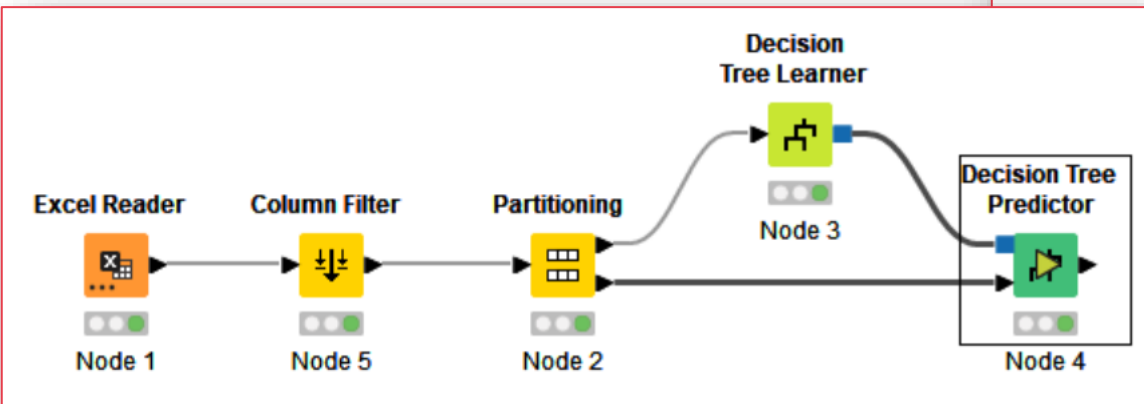 Decision
Tree Learner
Node 3
Excel Reader
Node 1
Column Filter
Node 5
Partitioning
Node 2
Decision Tree
Predictor
Node 4